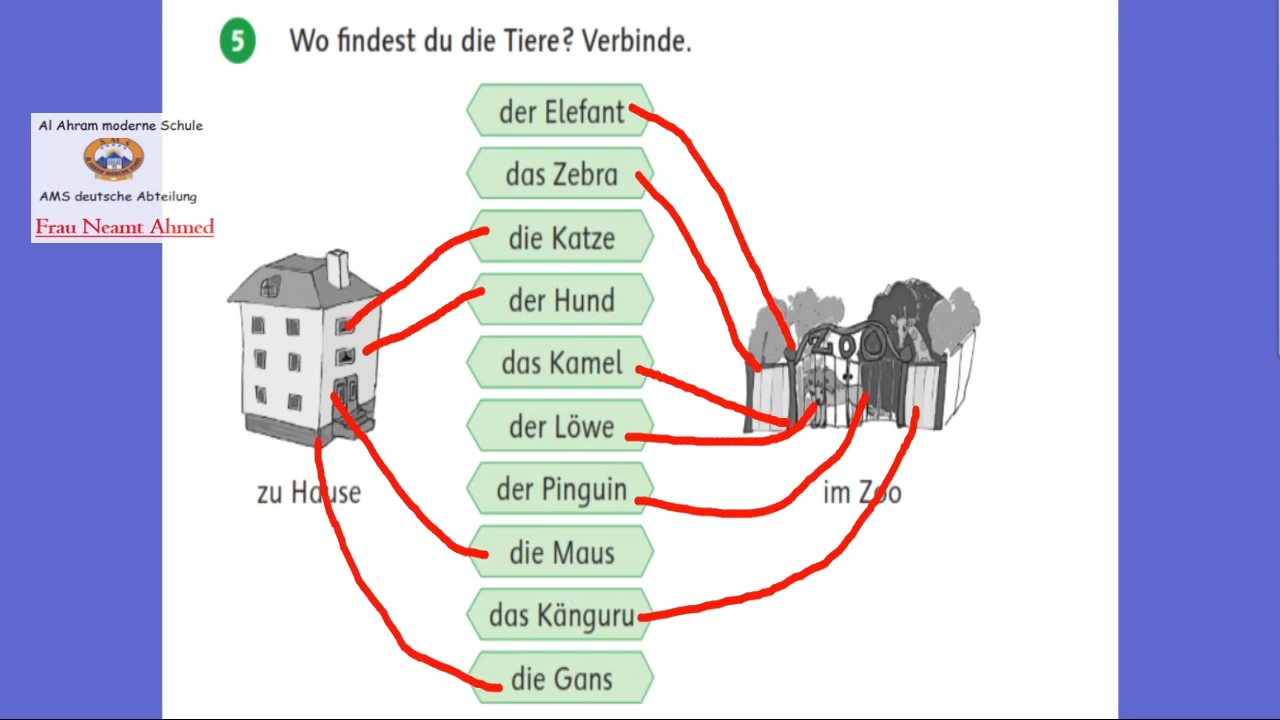 5 Wo findest du die Tiere? Verbinde.
Al Ahram moderne Schule
AMS
AMS deutsche Abteilung
Frau Neamt Ahmed
der Elefant
das Zebra
die Katze
der Hund
das Kamel
der Löwe
der Pinguin
die Maus
das Känguru
die Gans
zu Hause
ZOO
im Zoo